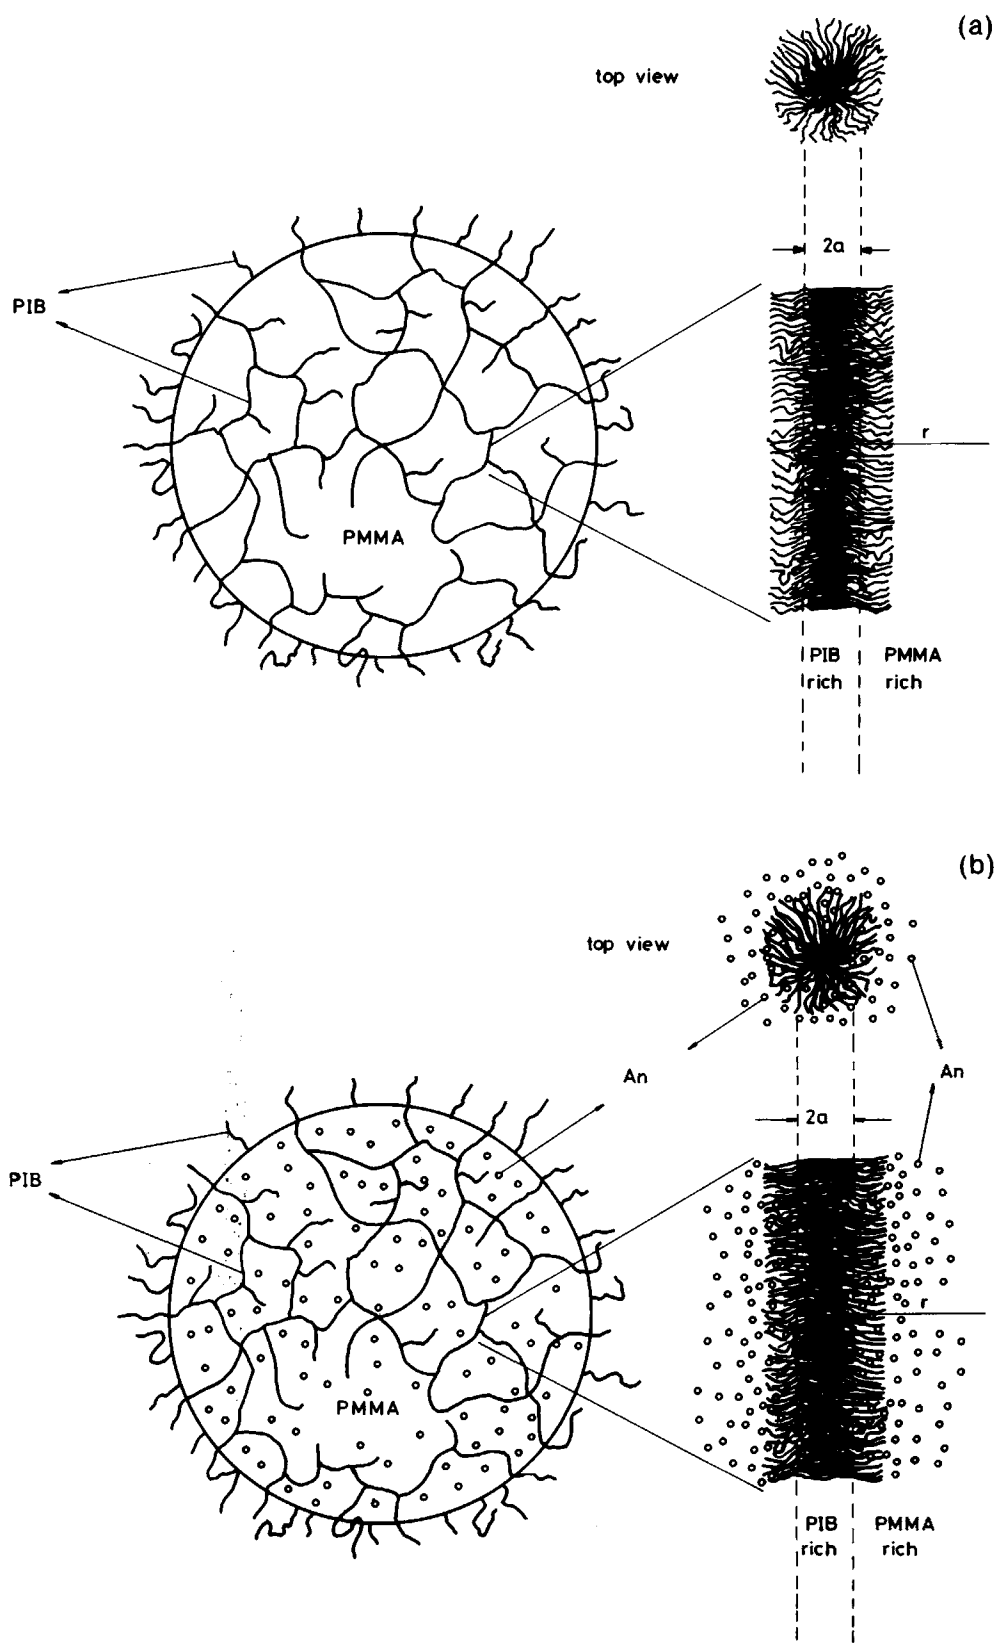 (a)
top view
2a
PIB
r
PMMA
PIB
rich
PMMA
rich
(b)
top view
An
An
2a
PIB
r
PMMA
PIB
rich
PMMA
rich